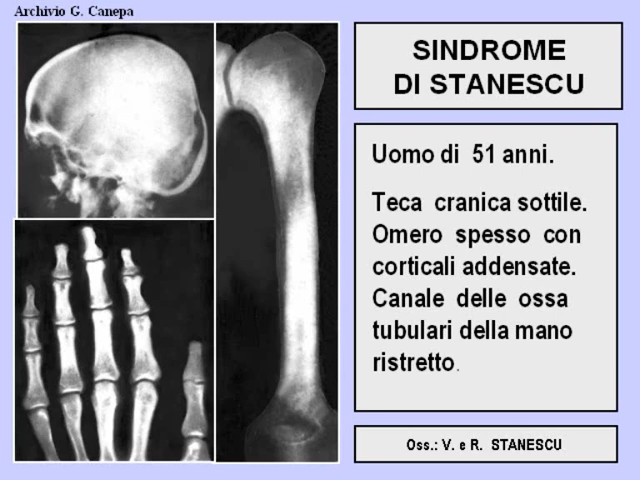 Archivio G. Canepa
SINDROME
DI STANESCU
Uomo di 51 anni.
Teca cranica sottile.
Omero spesso con
corticali addensate.
Canale delle ossa
tubulari della mano
ristretto.
Oss.: V. e R. STANESCU